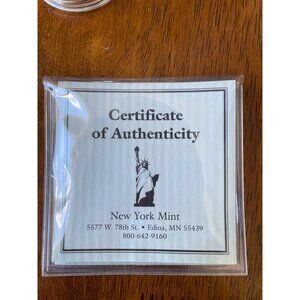 Certificate
of Authenticity
New York Mint
5577 W. 78th St. • Edina, MN 55439
800-642-9160